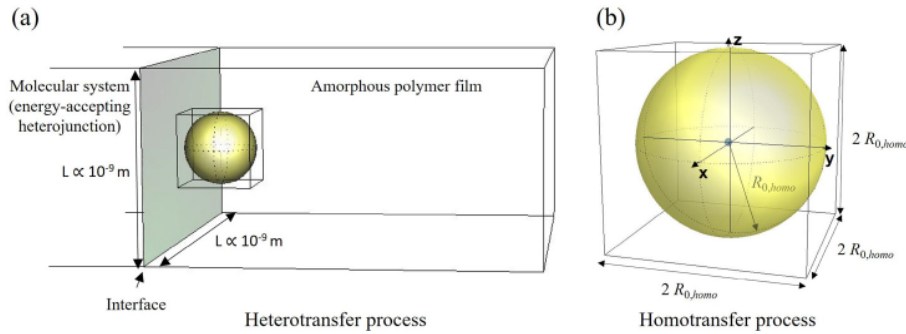 (a)
Molecular system
(energy-accepting
heterojunction)
Amorphous polymer film
L ∝ 10⁻⁹ m
L ∝ 10⁻⁹ m
Interface
Heterotransfer process
(b)
z
y
x
R₀,homo
2 R₀,homo
2 R₀,homo
2 R₀,homo
Homotransfer process